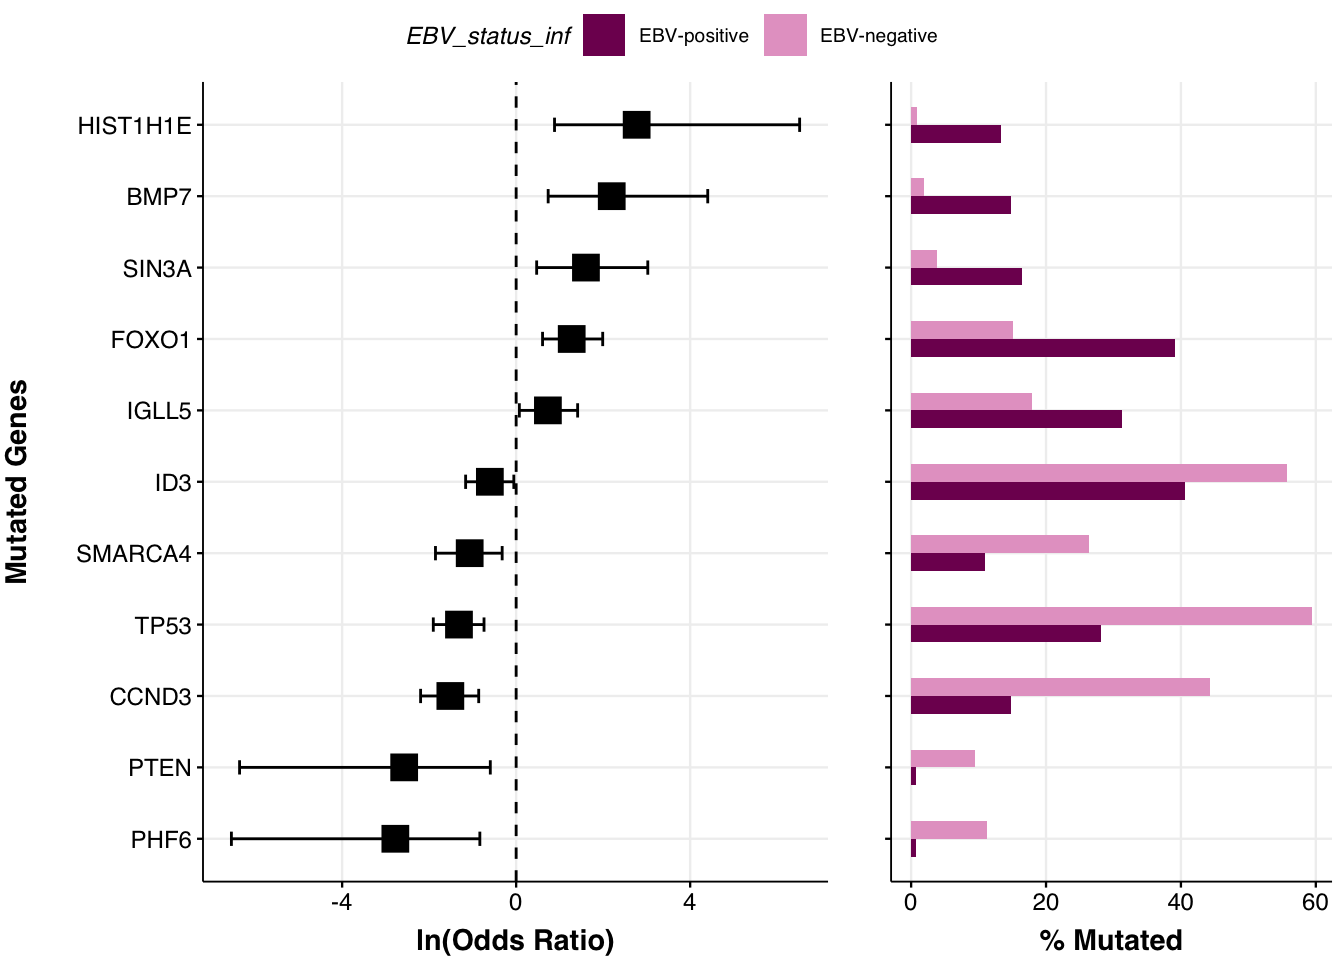 EBV_status_inf EBV-positive EBV-negative
Mutated Genes
HIST1H1E
BMP7
SIN3A
FOXO1
IGLL5
ID3
SMARCA4
TP53
CCND3
PTEN
PHF6
-4 0 4
ln(Odds Ratio)
0 20 40 60
% Mutated